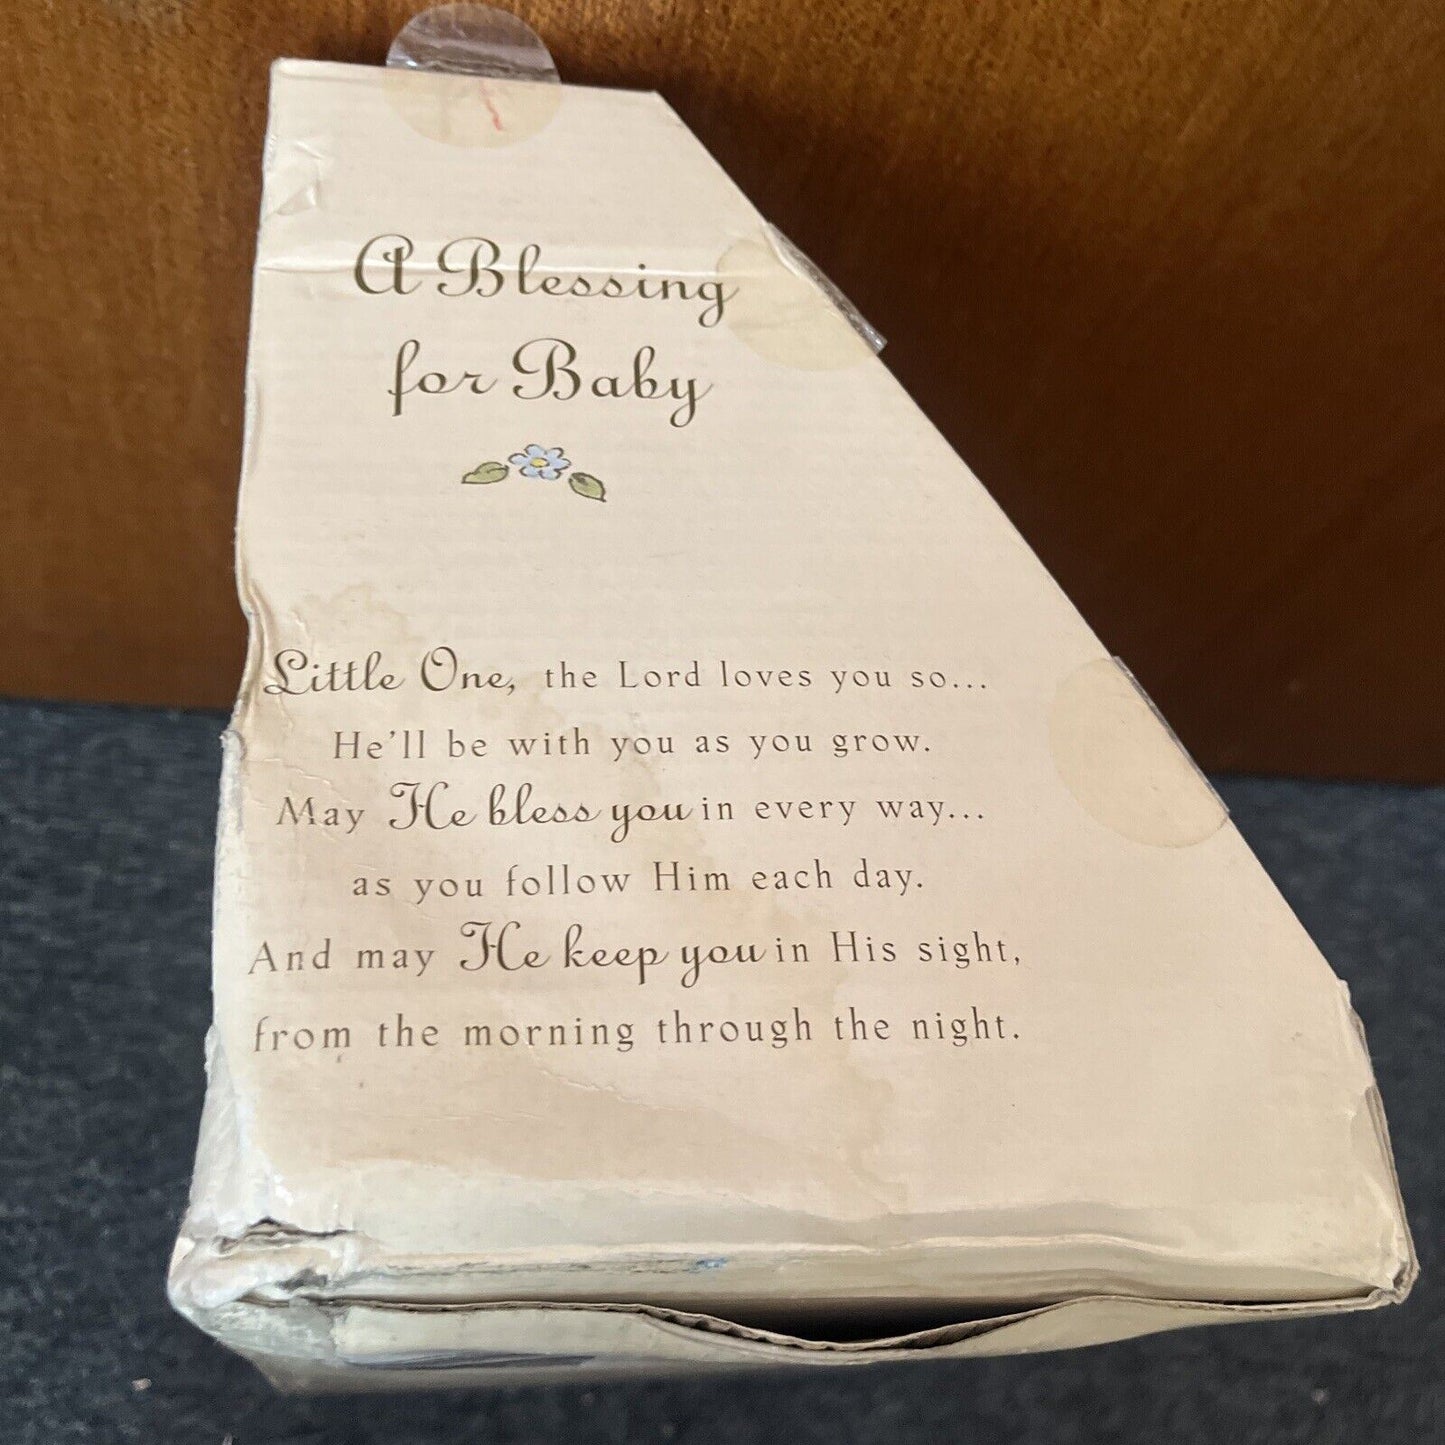 A Blessing
for Baby
Little One, the Lord loves you so...
He'll be with you as you grow.
May He bless you in every way...
as you follow Him each day.
And may He keep you in His sight,
from the morning through the night.